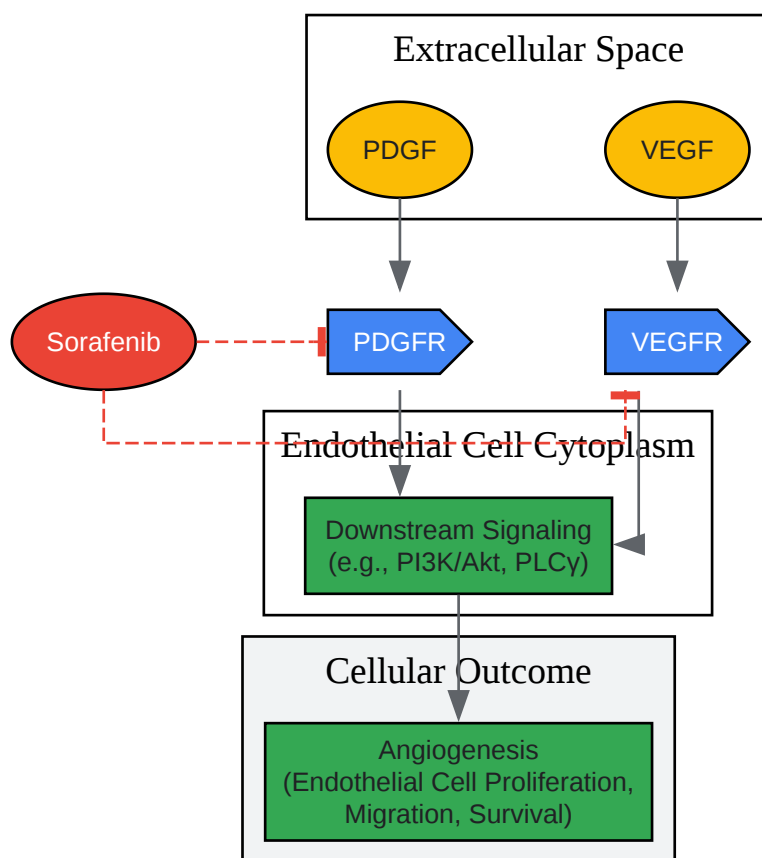 Extracellular Space
PDGF
VEGF
Sorafenib
PDGFR
VEGFR
Endothelial Cell Cytoplasm
Downstream Signaling
(e.g., PI3K/Akt, PLCγ)
Cellular Outcome
Angiogenesis
(Endothelial Cell Proliferation,
Migration, Survival)